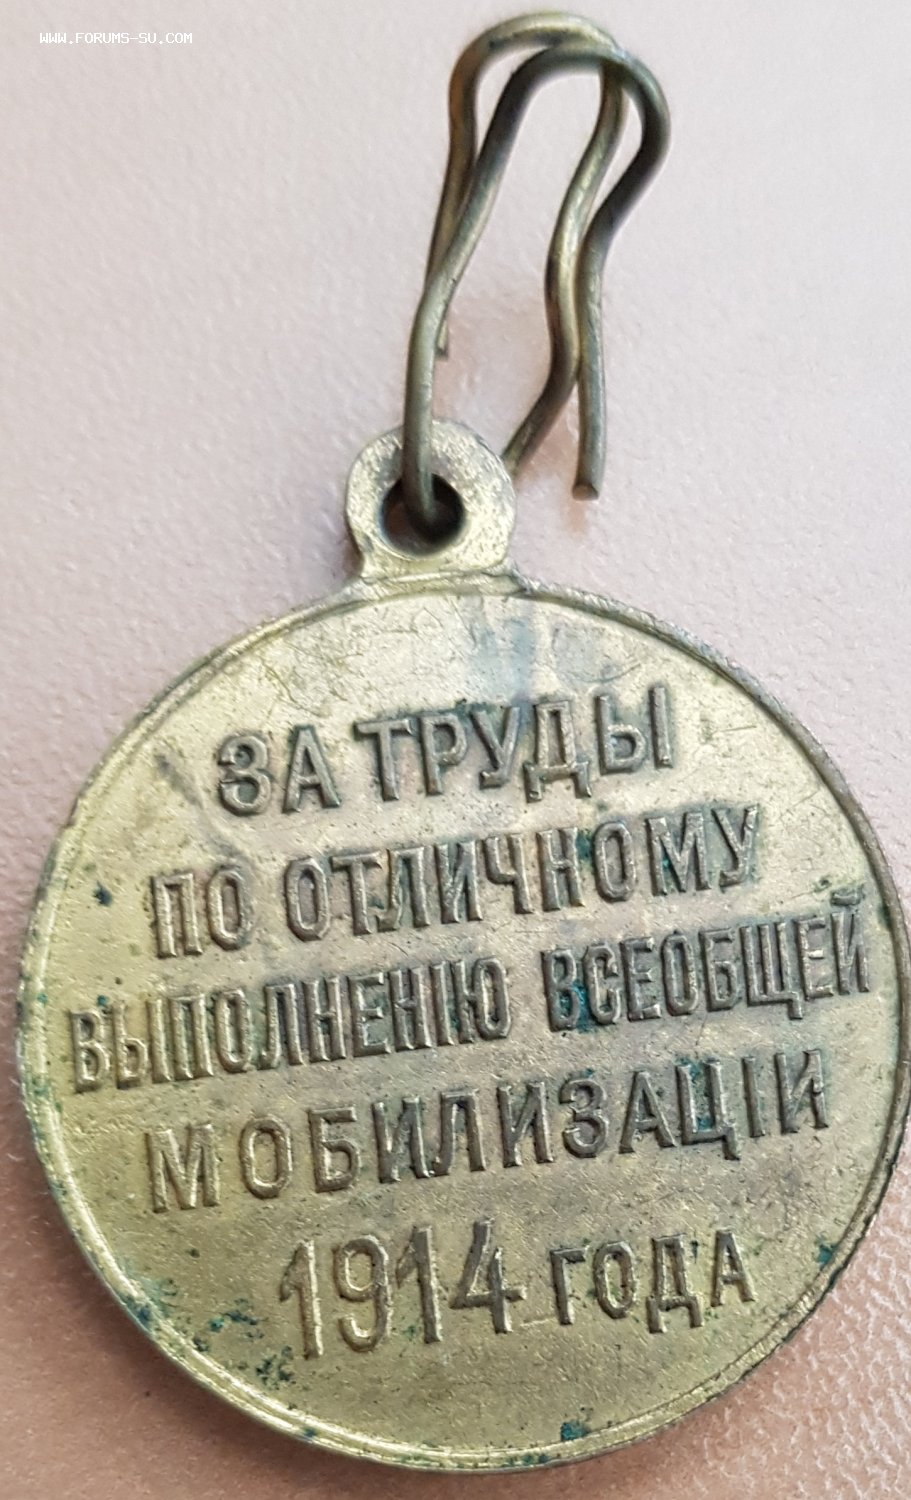 WWW.FORUMS-SU.COM
ЗА ТРУДЫ
ПО ОТЛИЧНОМУ
ВЫПОЛНЕНІЮ ВСЕОБЩЕЙ
МОБИЛИЗАЦІИ
1914 ГОДА